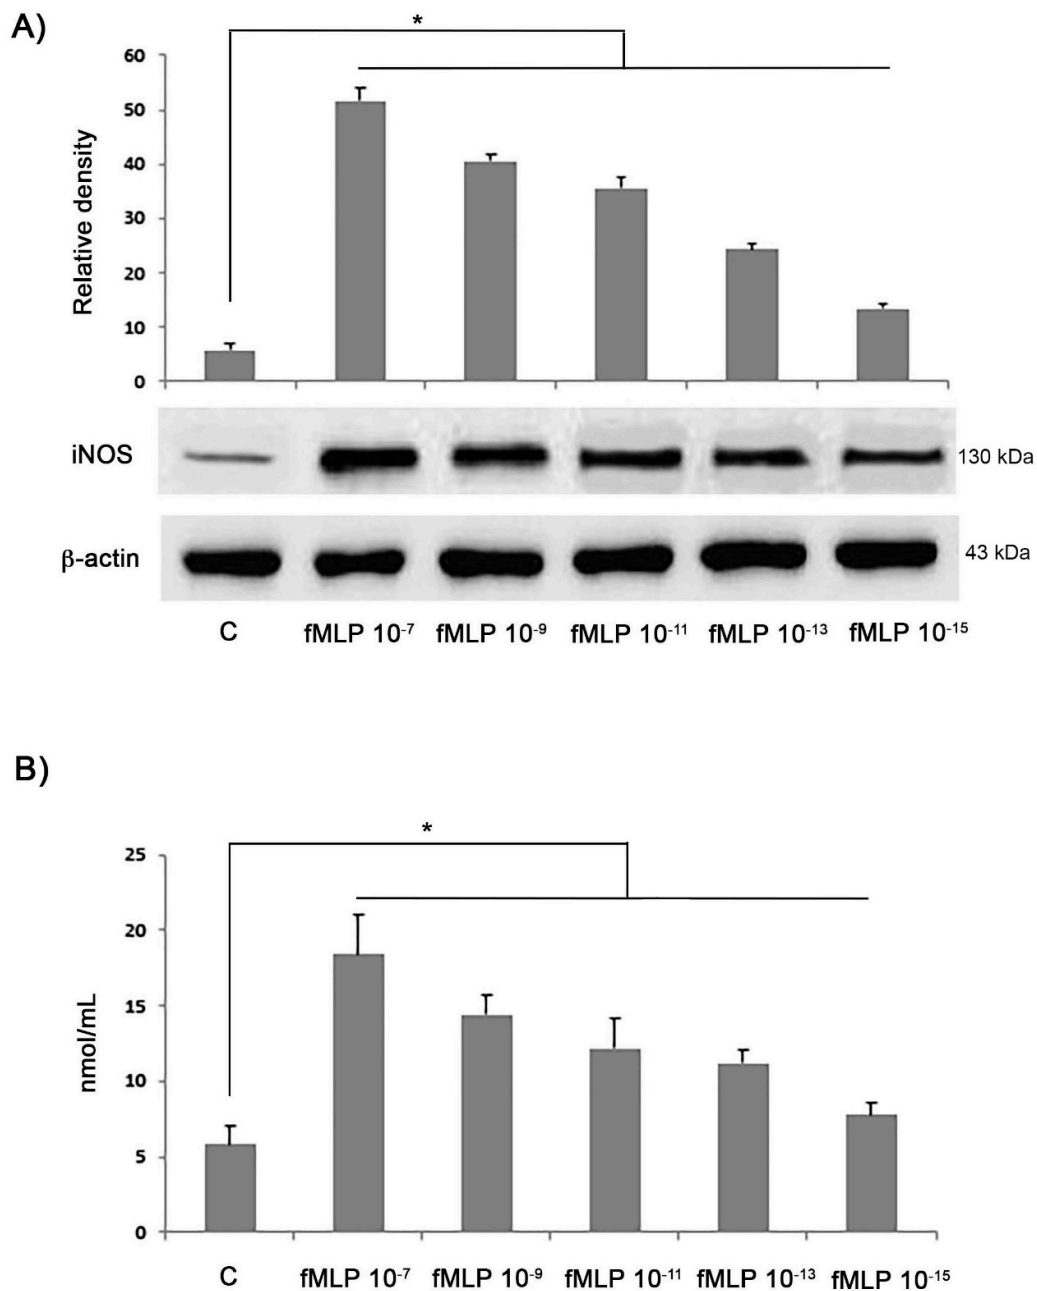 A)
*
60
50
40
30
20
10
0
Relative density
iNOS
130 kDa
β-actin
43 kDa
C fMLP 10⁻⁷ fMLP 10⁻⁹ fMLP 10⁻¹¹ fMLP 10⁻¹³ fMLP 10⁻¹⁵
B)
*
25
20
15
10
5
0
nmol/mL
C fMLP 10⁻⁷ fMLP 10⁻⁹ fMLP 10⁻¹¹ fMLP 10⁻¹³ fMLP 10⁻¹⁵